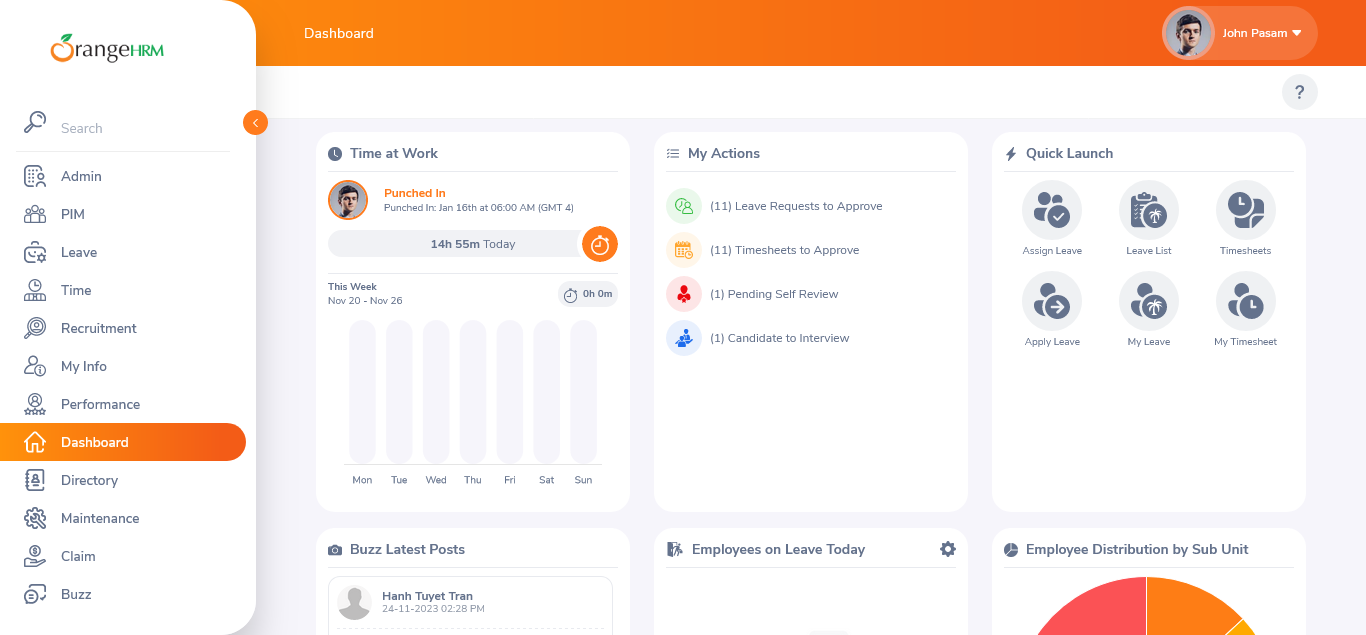 OrangeHRM
Search
Admin
PIM
Leave
Time
Recruitment
My Info
Performance
Dashboard
Directory
Maintenance
Claim
Buzz
Dashboard
John Pasam
?
Time at Work
Punched In
Punched In: Jan 16th at 06:00 AM (GMT 4)
14h 55m Today
This Week
Nov 20 - Nov 26
0h 0m
Mon Tue Wed Thu Fri Sat Sun
My Actions
(11) Leave Requests to Approve
(11) Timesheets to Approve
(1) Pending Self Review
(1) Candidate to Interview
Quick Launch
Assign Leave Leave List Timesheets
Apply Leave My Leave My Timesheet
Buzz Latest Posts
Hanh Tuyet Tran
24-11-2023 02:28 PM
Employees on Leave Today
Employee Distribution by Sub Unit